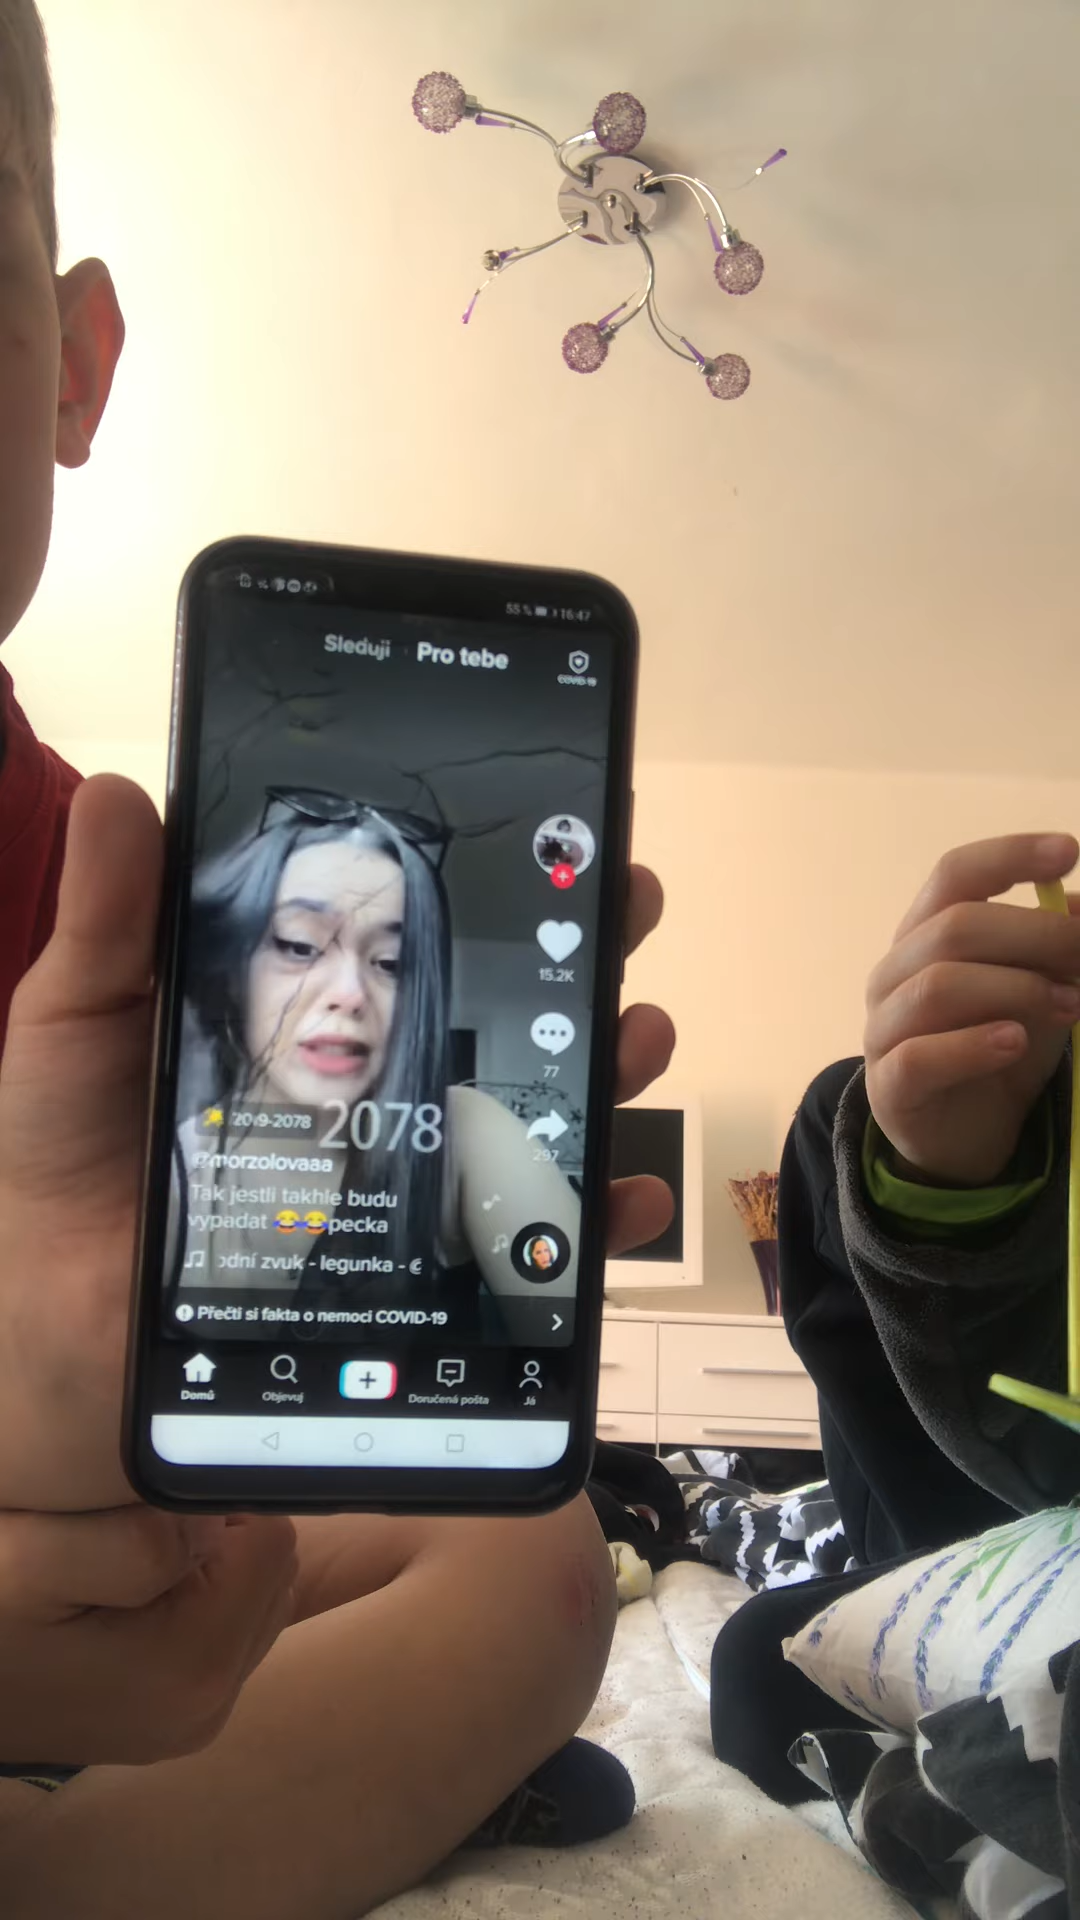 55 % 16:47
Sleduji Pro tebe
COVID-19
15.2K
77
2019-2078 2078
297
@morzolovaaa
Tak jestli takhle budu
vypadat 😂😂pecka
odní zvuk - legunka - @
Přečti si fakta o nemoci COVID-19
Domů Objevuj Doručená pošta Já